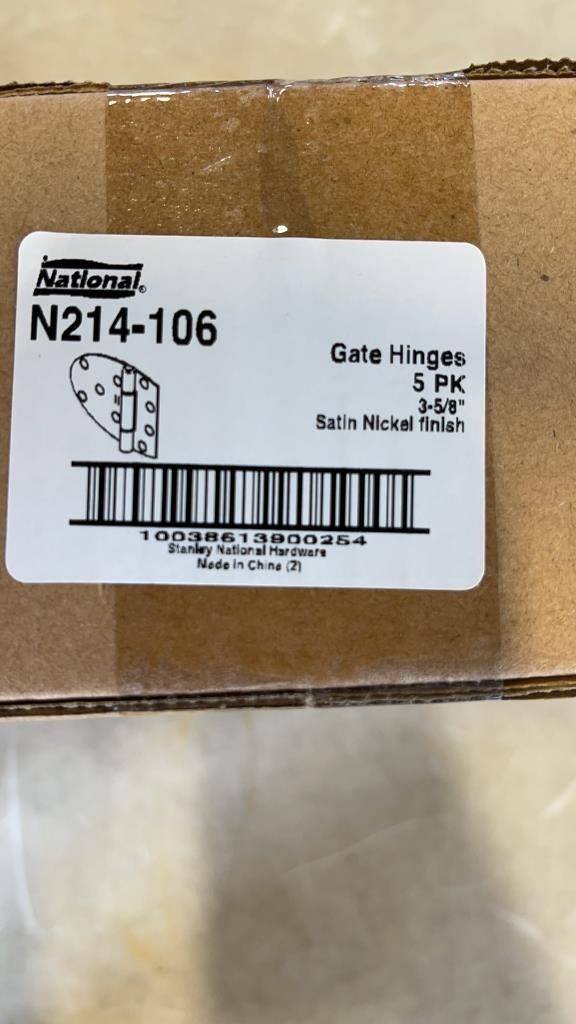 National®
N214-106
Gate Hinges
5 PK
3-5/8"
Satin Nickel finish
10038613900254
Stanley National Hardware
Made in China (2)